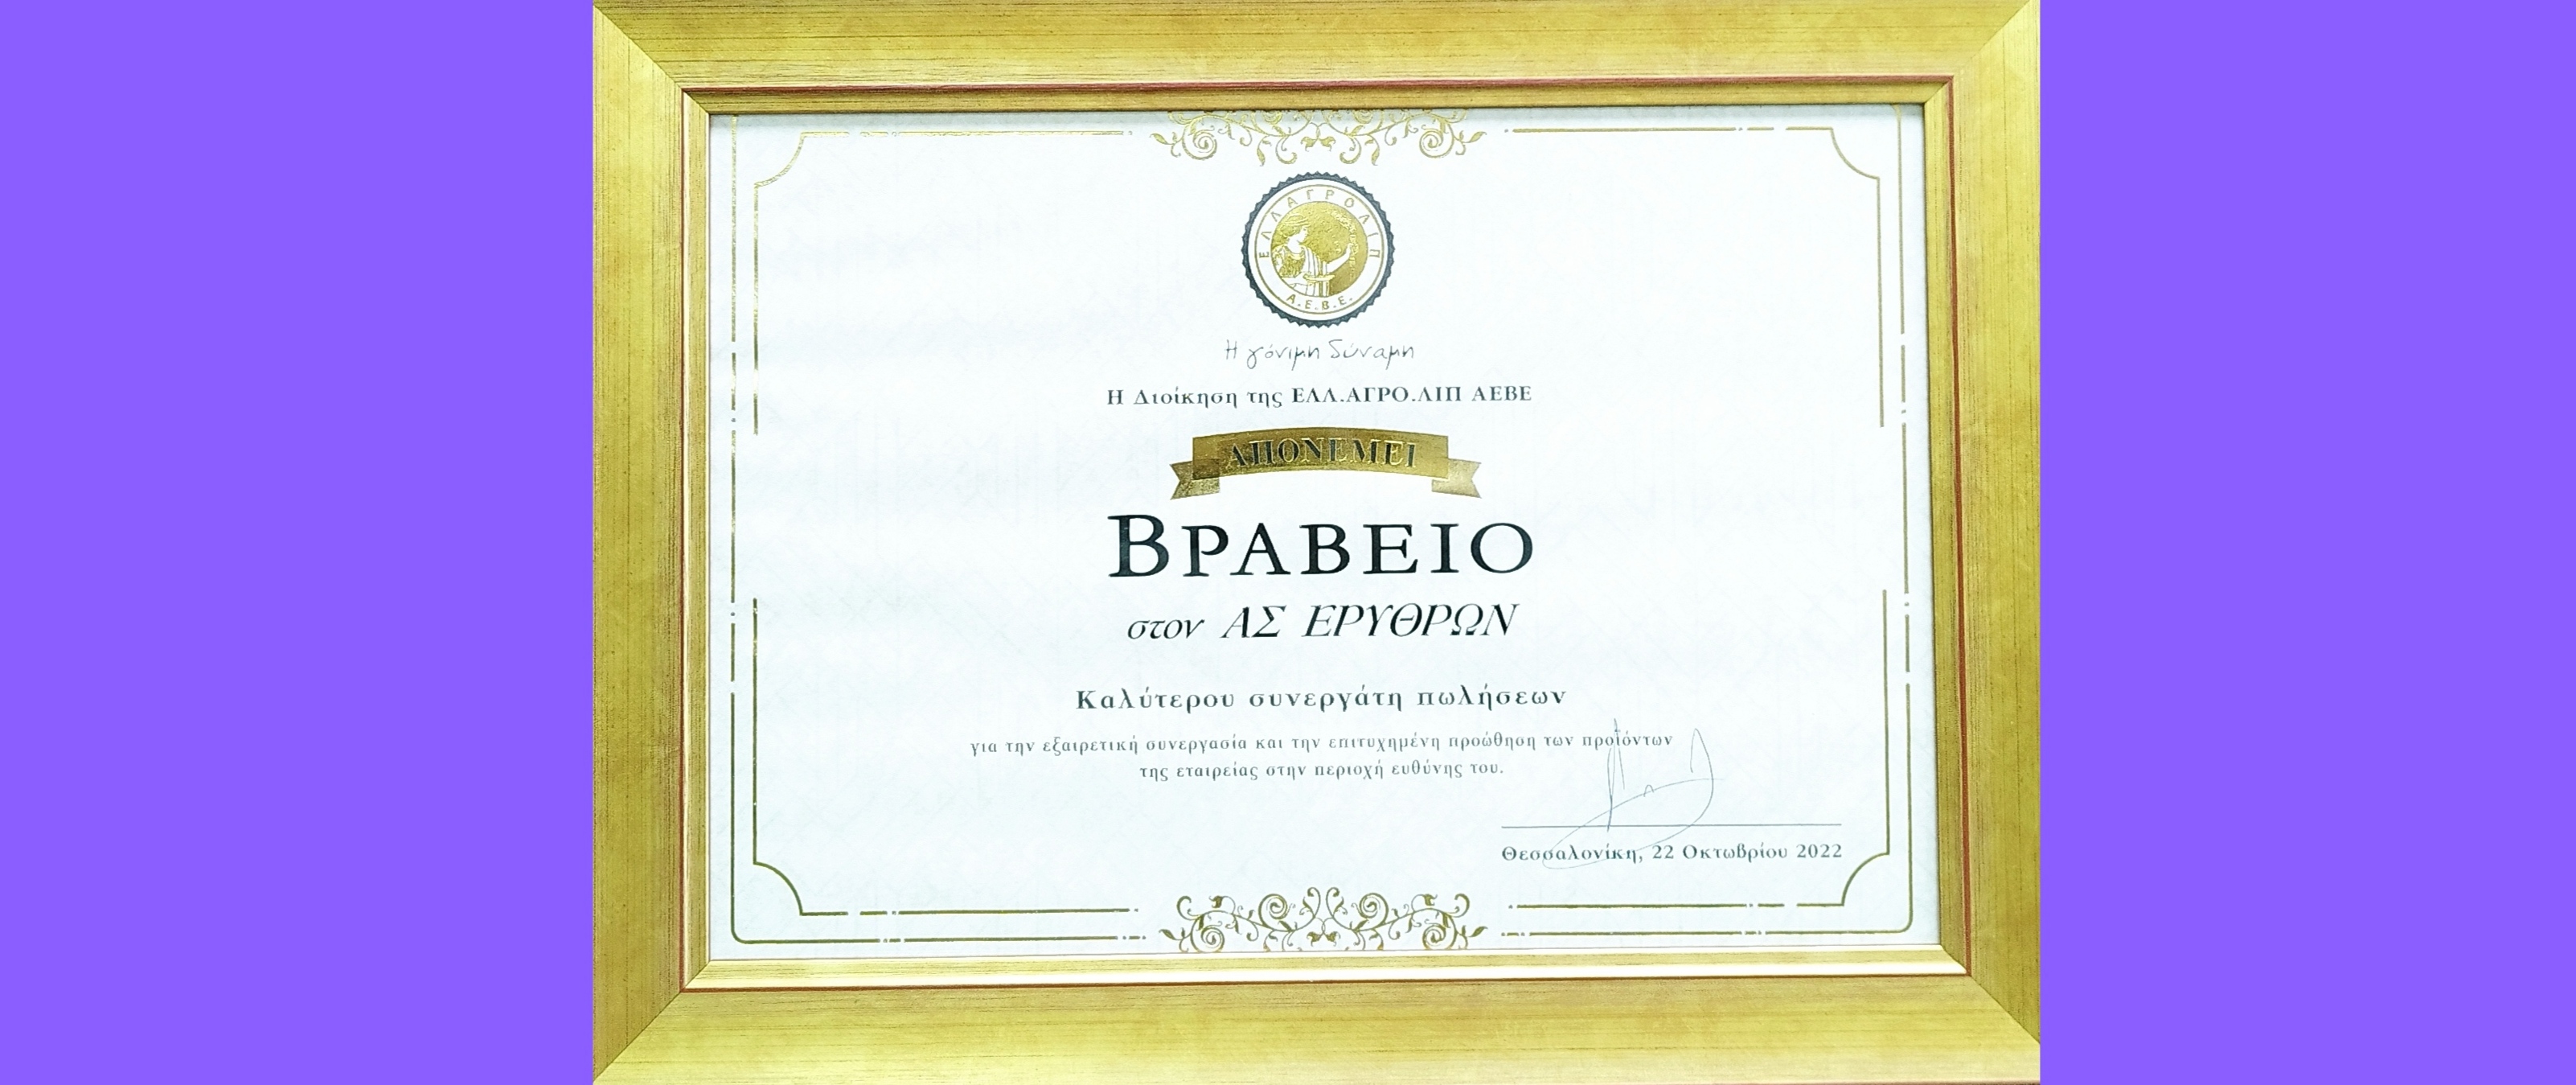 ΕΛΛΑΓΡΟΛΙΠ
Α.Ε.Β.Ε.
Η γόνιμη δύναμη
Η Διοίκηση της ΕΛΛ.ΑΓΡΟ.ΛΙΠ ΑΕΒΕ
ΑΠΟΝΕΜΕΙ
ΒΡΑΒΕΙΟ
στον ΑΣ ΕΡΥΘΡΩΝ
Καλύτερου συνεργάτη πωλήσεων
για την εξαιρετική συνεργασία και την επιτυχημένη προώθηση των προϊόντων
της εταιρείας στην περιοχή ευθύνης του.
Θεσσαλονίκη, 22 Οκτωβρίου 2022